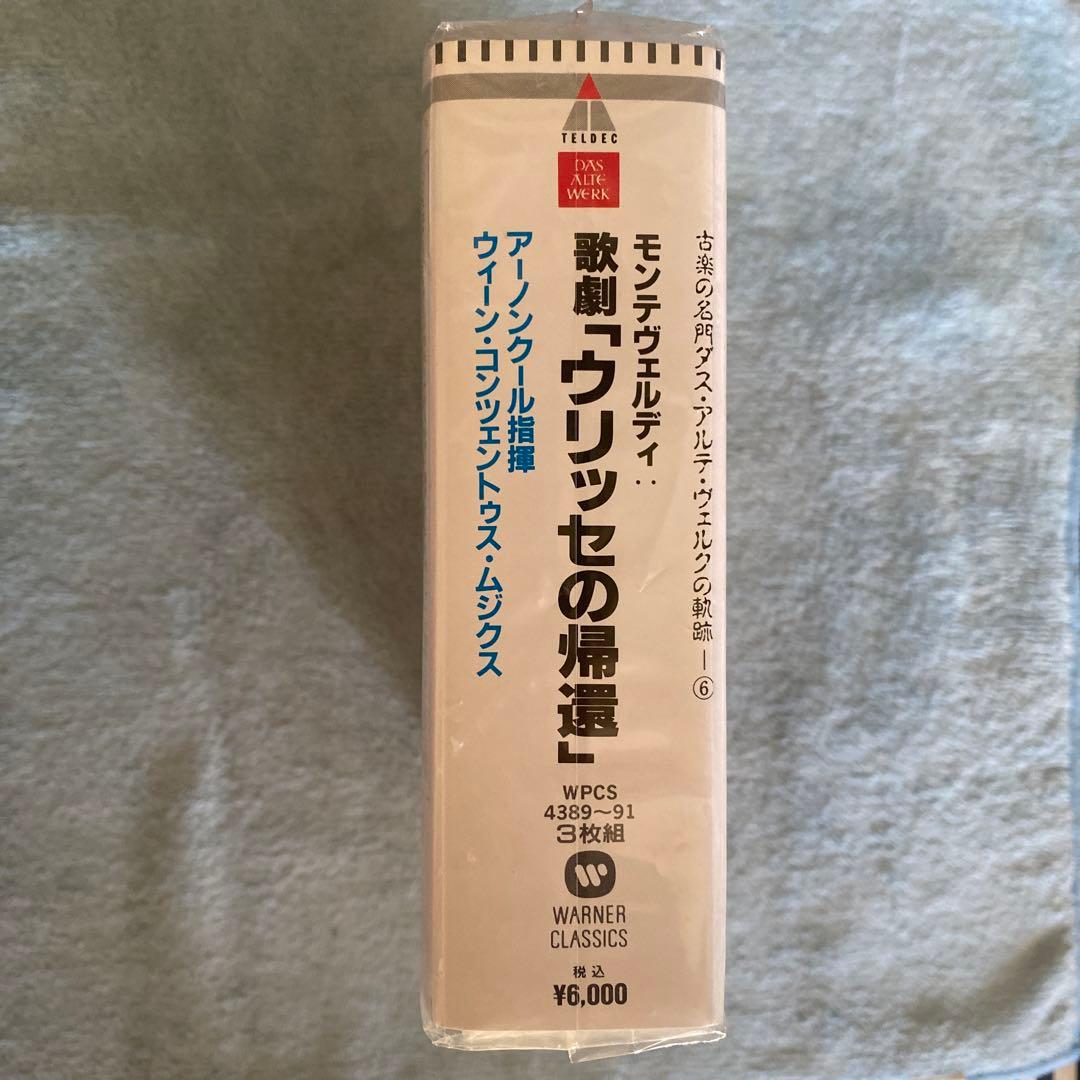 TELDEC
DAS
ALTE
WERK
古楽の名門ダス・アルテ・ヴェルクの軌跡ー⑥
モンテヴェルディ:
歌劇「ウリッセの帰還」
アーノンクール指揮
ウィーン・コンツェントゥス・ムジクス
WPCS
4389〜91
3枚組
WARNER
CLASSICS
税込
¥6,000